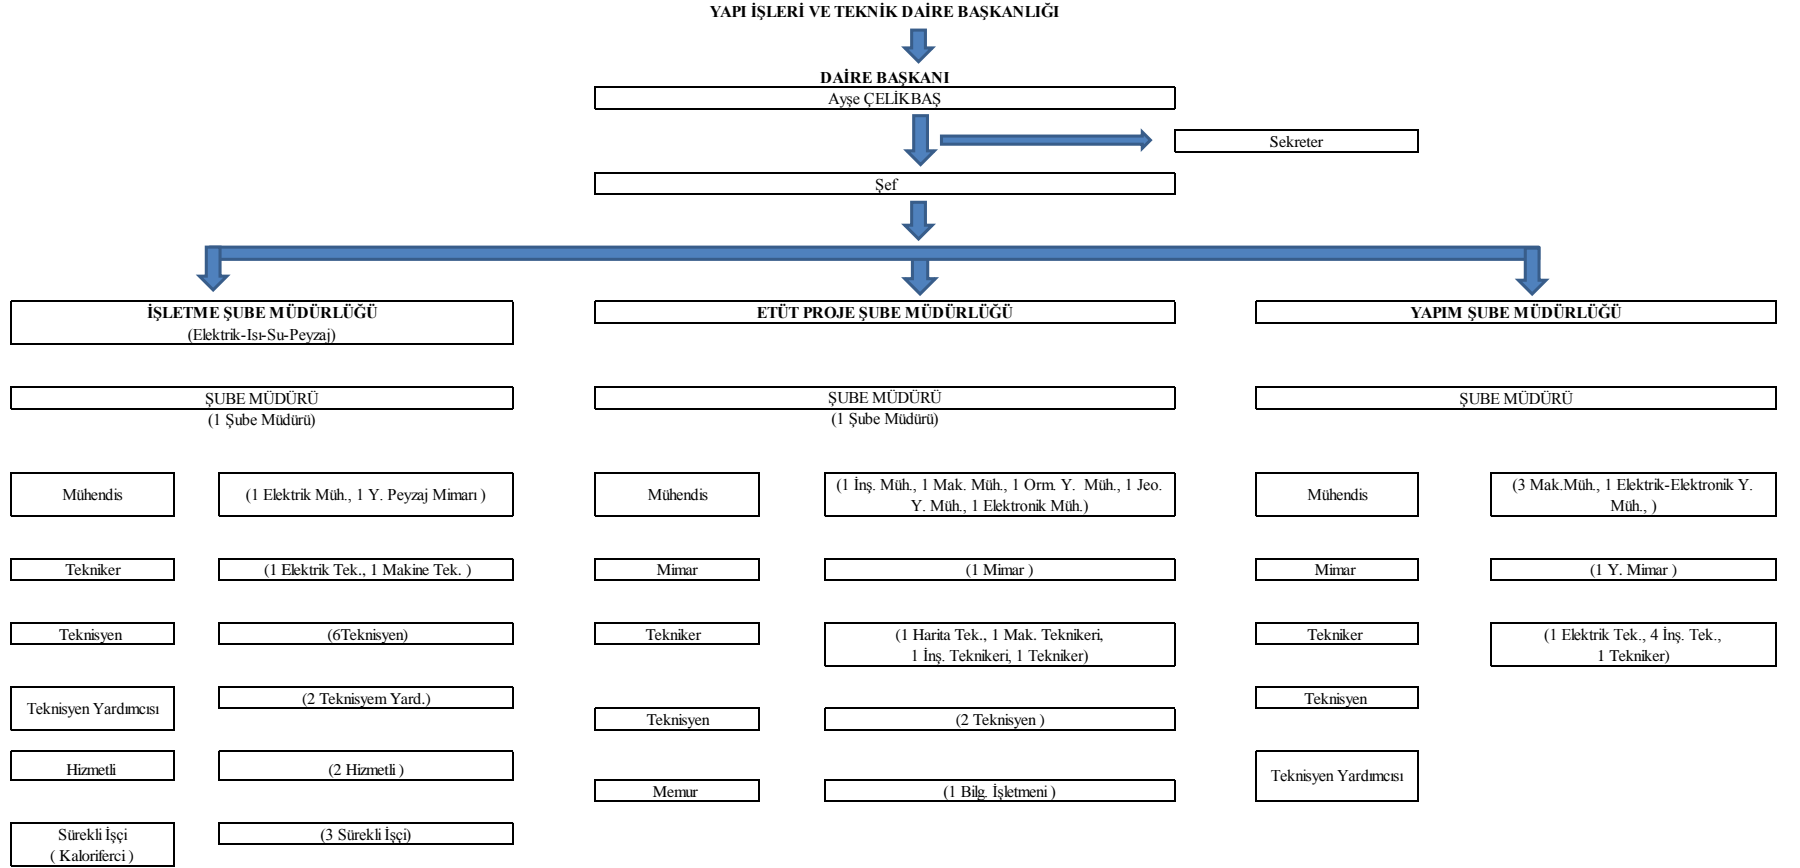 YAPI İŞLERİ VE TEKNİK DAİRE BAŞKANLIĞI
DAİRE BAŞKANI
Ayşe ÇELİKBAŞ
Sekreter
Şef
İŞLETME ŞUBE MÜDÜRLÜĞÜ
(Elektrik-Isı-Su-Peyzaj)
ŞUBE MÜDÜRÜ
(1 Şube Müdürü)
Mühendis
(1 Elektrik Müh., 1 Y. Peyzaj Mimarı )
Tekniker
(1 Elektrik Tek., 1 Makine Tek. )
Teknisyen
(6Teknisyen)
Teknisyen Yardımcısı
(2 Teknisyem Yard.)
Hizmetli
(2 Hizmetli )
Sürekli İşçi
( Kaloriferci )
(3 Sürekli İşçi)
ETÜT PROJE ŞUBE MÜDÜRLÜĞÜ
ŞUBE MÜDÜRÜ
(1 Şube Müdürü)
Mühendis
(1 İnş. Müh., 1 Mak. Müh., 1 Orm. Y. Müh., 1 Jeo.
Y. Müh., 1 Elektronik Müh.)
Mimar
(1 Mimar )
Tekniker
(1 Harita Tek., 1 Mak. Teknikeri,
1 İnş. Teknikeri, 1 Tekniker)
Teknisyen
(2 Teknisyen )
Memur
(1 Bilg. İşletmeni )
YAPIM ŞUBE MÜDÜRLÜĞÜ
ŞUBE MÜDÜRÜ
Mühendis
(3 Mak.Müh., 1 Elektrik-Elektronik Y.
Müh., )
Mimar
(1 Y. Mimar )
Tekniker
(1 Elektrik Tek., 4 İnş. Tek.,
1 Tekniker)
Teknisyen
Teknisyen Yardımcısı